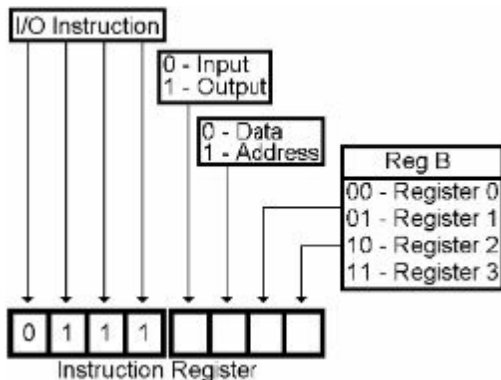 I/O Instruction
0 - Input
1 - Output
0 - Data
1 - Address
Reg B
00 - Register 0
01 - Register 1
10 - Register 2
11 - Register 3
0 1 1 1
Instruction Register